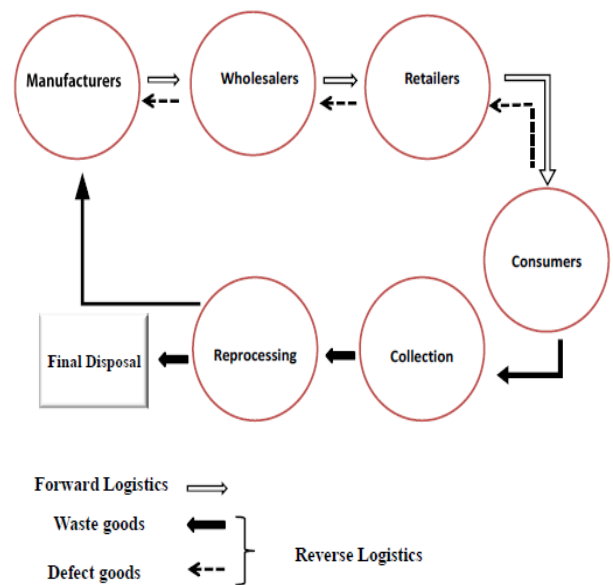 Manufacturers
Wholesalers
Retailers
Consumers
Final Disposal
Reprocessing
Collection
Forward Logistics
Waste goods
Reverse Logistics
Defect goods